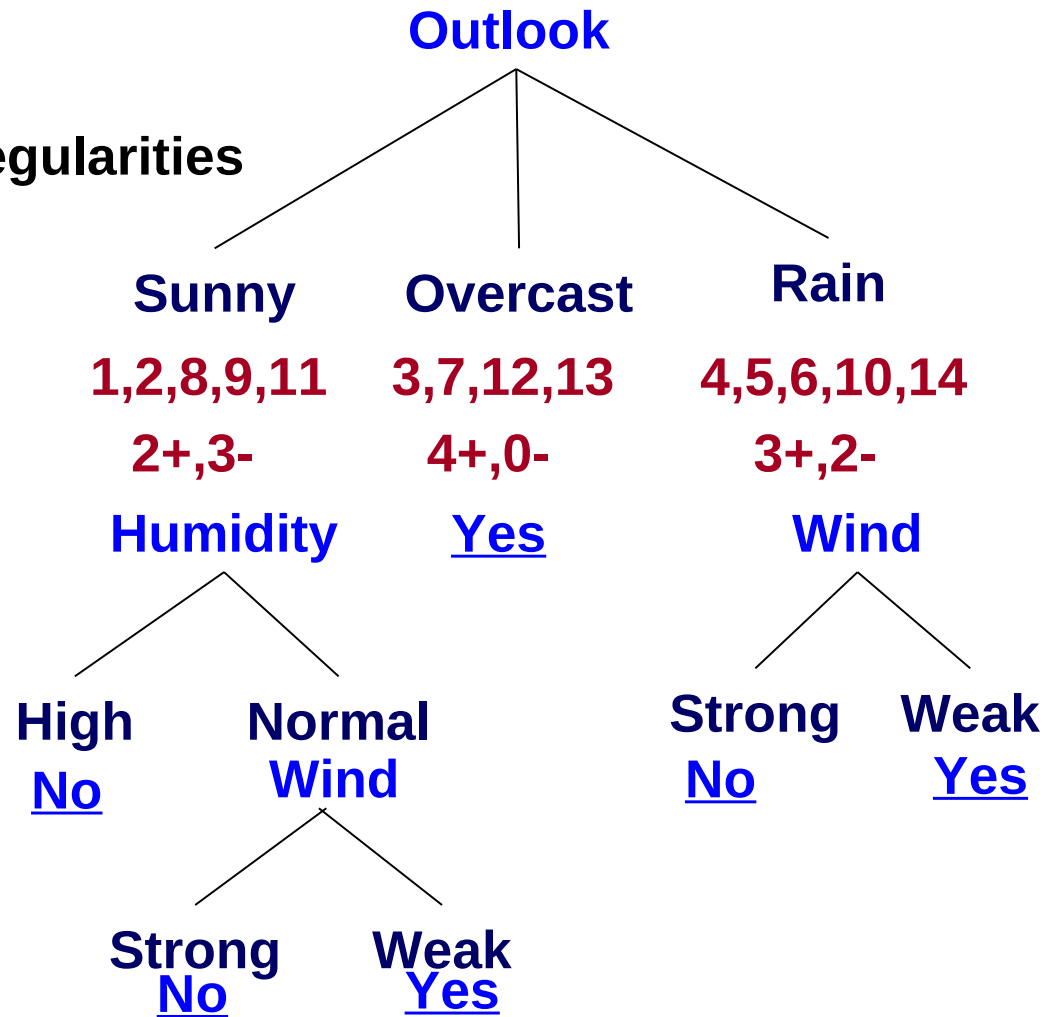 Outlook
egularities
Sunny Overcast Rain
1,2,8,9,11 3,7,12,13 4,5,6,10,14
2+,3- 4+,0- 3+,2-
Humidity Yes Wind
High Normal Strong Weak
No Wind No Yes
Strong Weak
No Yes